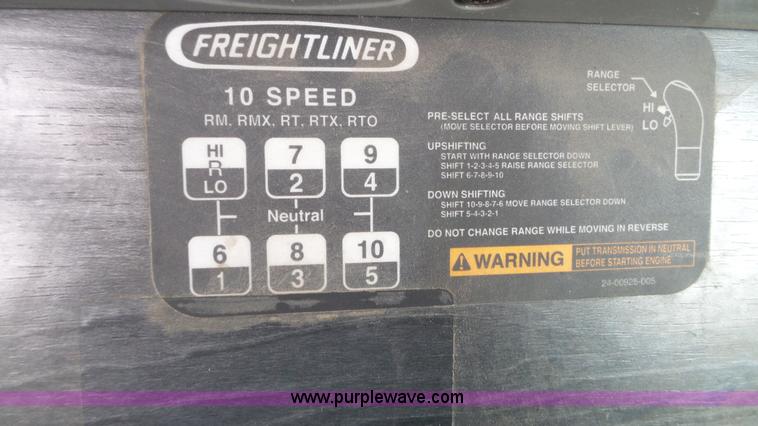 FREIGHTLINER
10 SPEED
RM, RMX, RT, RTX, RTO
HI 7 9
R
LO 2 4
Neutral
6 8 10
1 3 5
RANGE
SELECTOR
HI
LO
PRE-SELECT ALL RANGE SHIFTS
(MOVE SELECTOR BEFORE MOVING SHIFT LEVER)
UPSHIFTING
START WITH RANGE SELECTOR DOWN
SHIFT 1-2-3-4-5 RAISE RANGE SELECTOR
SHIFT 6-7-8-9-10
DOWN SHIFTING
SHIFT 10-9-8-7-6 MOVE RANGE SELECTOR DOWN
SHIFT 5-4-3-2-1
DO NOT CHANGE RANGE WHILE MOVING IN REVERSE
WARNING
PUT TRANSMISSION IN NEUTRAL
BEFORE STARTING ENGINE
24-00925-005
www.purplewave.com